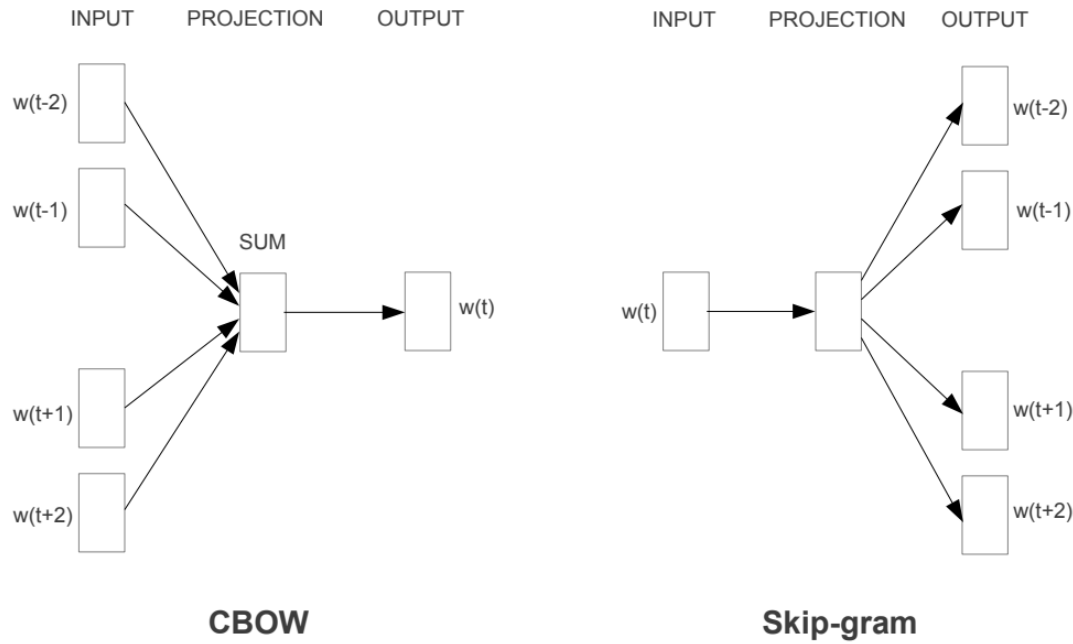 INPUT PROJECTION OUTPUT
w(t-2)
w(t-1)
SUM
w(t)
w(t+1)
w(t+2)
CBOW
INPUT PROJECTION OUTPUT
w(t-2)
w(t-1)
w(t)
w(t+1)
w(t+2)
Skip-gram